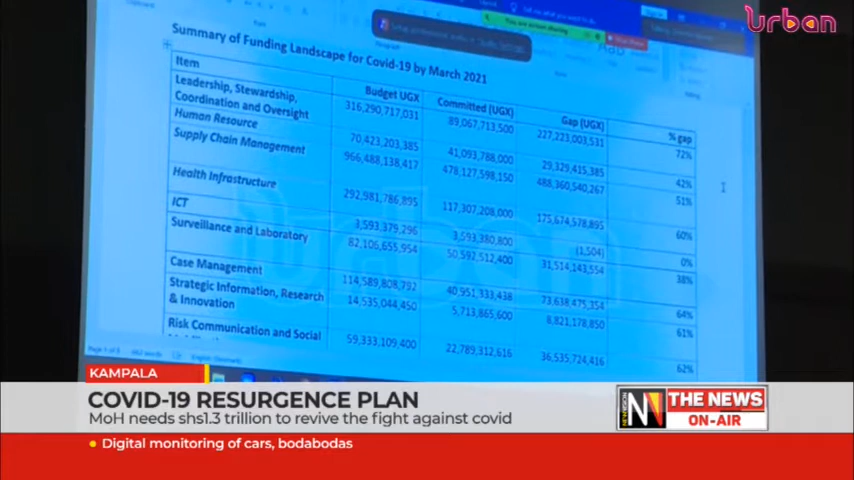 Urban
You are screen sharing
Summary of Funding Landscape for Covid-19 by March 2021
Item Budget UGX Committed (UGX) Gap (UGX) % gap
Leadership, Stewardship, 316,290,717,031 89,067,713,500 227,223,003,531 72%
Coordination and Oversight
Human Resource 70,423,203,385 41,093,788,000 29,329,415,385 42%
Supply Chain Management 966,488,138,417 478,127,598,150 488,360,540,267 51%
Health Infrastructure 292,981,786,895 117,307,208,000 175,674,578,895 60%
ICT 3,593,379,296 3,593,380,800 (1,504) 0%
Surveillance and Laboratory 82,106,655,954 50,592,512,400 31,514,143,554 38%
Case Management 114,589,808,792 40,951,333,438 73,638,475,354 64%
Strategic Information, Research 14,535,044,450 5,713,865,600 8,821,178,850 61%
& Innovation
Risk Communication and Social 59,333,109,400 22,789,312,616 36,535,724,416 62%
urban
KAMPALA
COVID-19 RESURGENCE PLAN
MoH needs shs1.3 trillion to revive the fight against covid
N THE NEWS
ON-AIR
Digital monitoring of cars, bodabodas